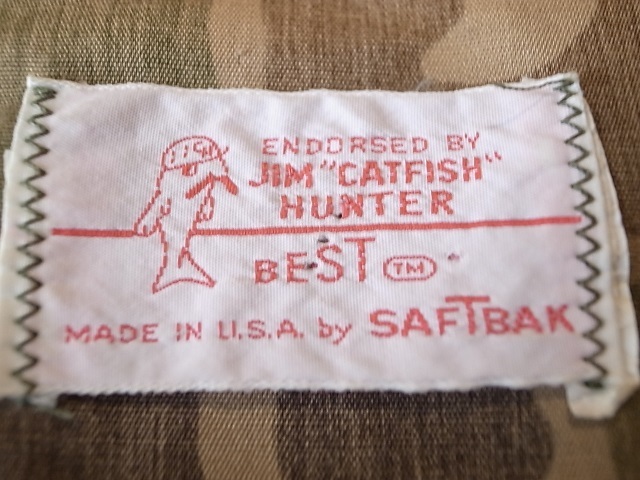 ENDORSED BY
JIM "CATFISH"
HUNTER
BEST TM
MADE IN U.S.A. by SAFTBAK